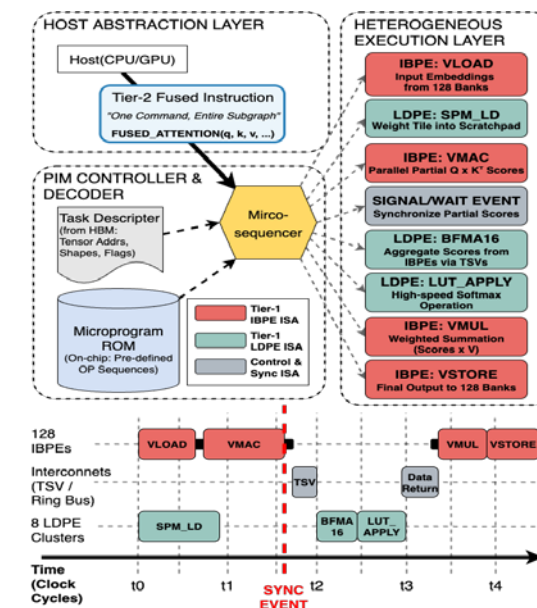 HOST ABSTRACTION LAYER
Host(CPU/GPU)
Tier-2 Fused Instruction
"One Command, Entire Subgraph"
FUSED_ATTENTION(q, k, v, ...)
PIM CONTROLLER &
DECODER
Task Descripter
(from HBM:
Tensor Addrs,
Shapes, Flags)
Mirco-
sequencer
Microprogram
ROM
(On-chip: Pre-defined
OP Sequences)
Tier-1
IBPE ISA
Tier-1
LDPE ISA
Control &
Sync ISA
HETEROGENEOUS
EXECUTION LAYER
IBPE: VLOAD
Input Embeddings
from 128 Banks
LDPE: SPM_LD
Weight Tile into Scratchpad
IBPE: VMAC
Parallel Partial Q x Kᵀ Scores
SIGNAL/WAIT EVENT
Synchronize Partial Scores
LDPE: BFMA16
Aggregate Scores from
IBPEs via TSVs
LDPE: LUT_APPLY
High-speed Softmax
Operation
IBPE: VMUL
Weighted Summation
(Scores x V)
IBPE: VSTORE
Final Output to 128 Banks
128
IBPEs
VLOAD
VMAC
VMUL
VSTORE
Interconnets
(TSV /
Ring Bus)
TSV
Data
Return
8 LDPE
Clusters
SPM_LD
BFMA
16
LUT_
APPLY
Time
(Clock
Cycles)
t0
t1
t2
t3
t4
SYNC
EVENT